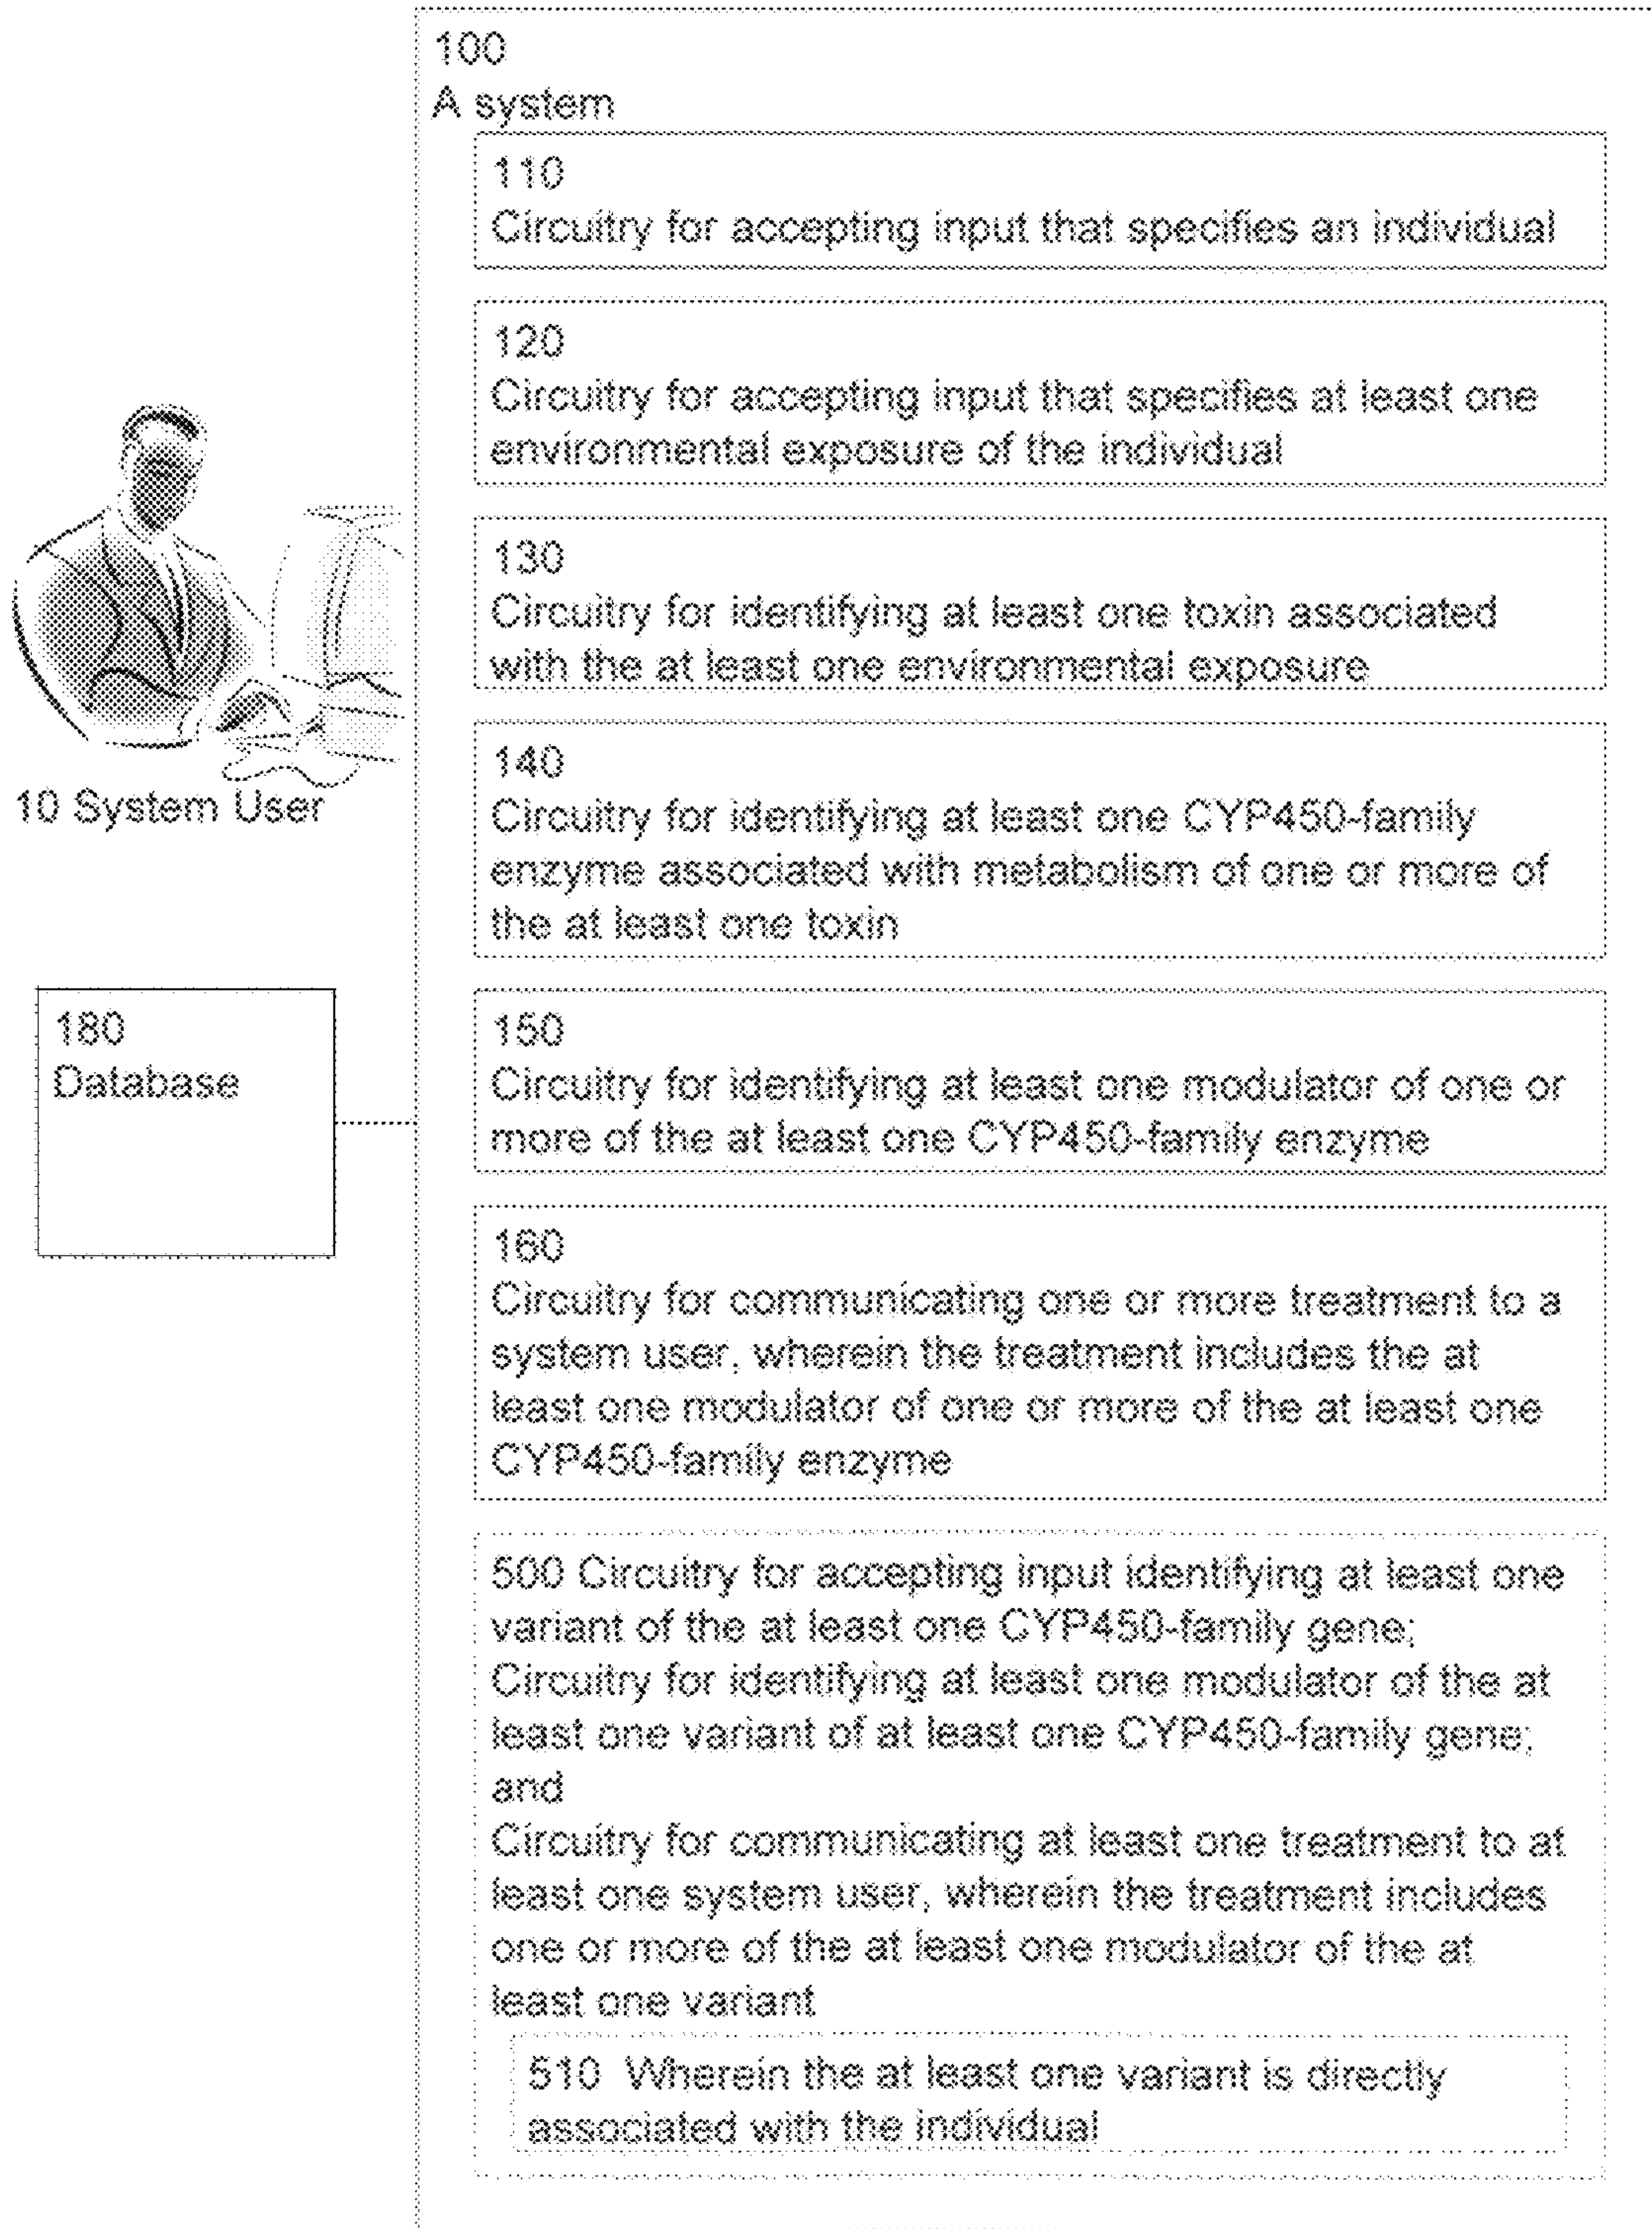 100
A system
110
Circuitry for accepting input that specifies an individual
120
Circuitry for accepting input that specifies at least one
environmental exposure of the individual
130
Circuitry for identifying at least one toxin associated
with the at least one environmental exposure
140
Circuitry for identifying at least one CYP450-family
enzyme associated with metabolism of one or more of
the at least one toxin
10 System User
180
Database
150
Circuitry for identifying at least one modulator of one or
more of the at least one CYP450-family enzyme
160
Circuitry for communicating one or more treatment to a
system user, wherein the treatment includes the at
least one modulator of one or more of the at least one
CYP450-family enzyme
500 Circuitry for accepting input identifying at least one
variant of the at least one CYP450-family gene;
Circuitry for identifying at least one modulator of the at
least one variant of at least one CYP450-family gene;
and
Circuitry for communicating at least one treatment to at
least one system user, wherein the treatment includes
one or more of the at least one modulator of the at
least one variant
510 Wherein the at least one variant is directly
associated with the individual